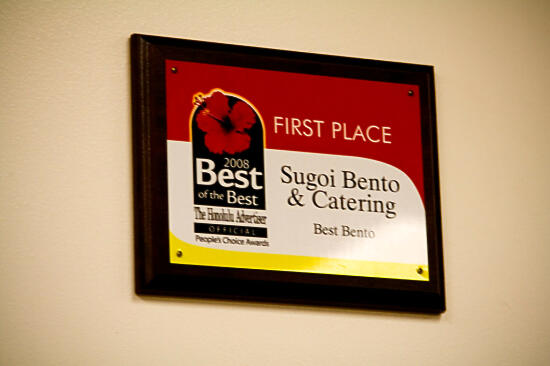 FIRST PLACE
2008
Best
of the Best
The Honolulu Advertiser
OFFICIAL
People's Choice Awards
Sugoi Bento
& Catering
Best Bento